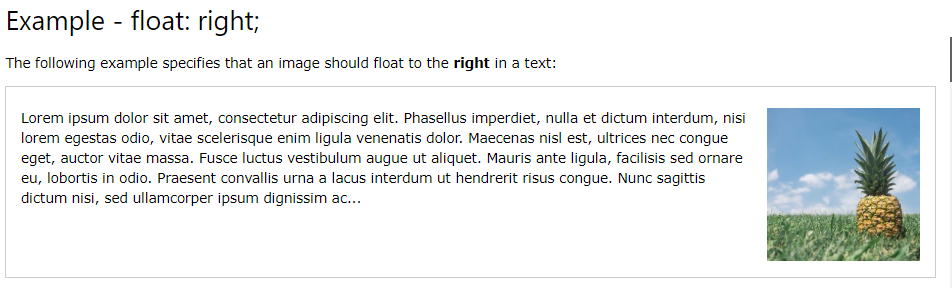 Example - float: right;
The following example specifies that an image should float to the right in a text:
Lorem ipsum dolor sit amet, consectetur adipiscing elit. Phasellus imperdiet, nulla et dictum interdum, nisi
lorem egestas odio, vitae scelerisque enim ligula venenatis dolor. Maecenas nisl est, ultrices nec congue
eget, auctor vitae massa. Fusce luctus vestibulum augue ut aliquet. Mauris ante ligula, facilisis sed ornare
eu, lobortis in odio. Praesent convallis urna a lacus interdum ut hendrerit risus congue. Nunc sagittis
dictum nisi, sed ullamcorper ipsum dignissim ac...